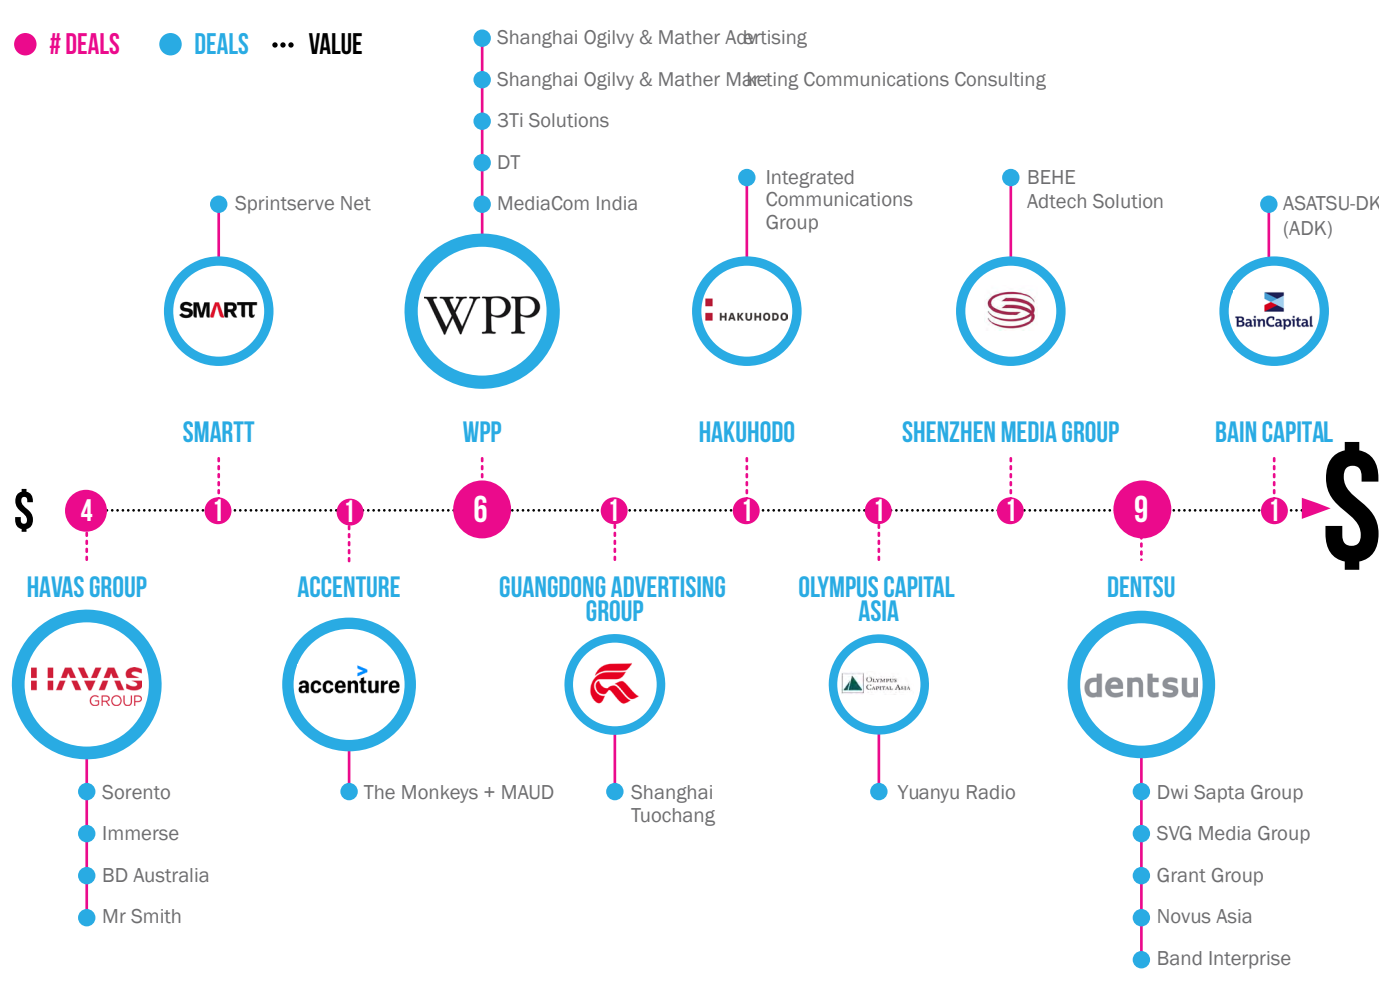 # DEALS
DEALS
VALUE
Shanghai Ogilvy & Mather Advertising
Shanghai Ogilvy & Mather Marketing Communications Consulting
3Ti Solutions
DT
MediaCom India
Sprintserve Net
Integrated
Communications
Group
BEHE
Adtech Solution
ASATSU-DK
(ADK)
SMARTT
WPP
HAKUHODO
BainCapital
SMARTT
WPP
HAKUHODO
SHENZHEN MEDIA GROUP
BAIN CAPITAL
$
4
1
1
6
1
1
1
1
9
1
$
HAVAS GROUP
ACCENTURE
GUANGDONG ADVERTISING
GROUP
OLYMPUS CAPITAL
ASIA
DENTSU
HAVAS
GROUP
>
accenture
OLYMPUS
CAPITAL ASIA
dentsu
Sorento
Immerse
BD Australia
Mr Smith
The Monkeys + MAUD
Shanghai
Tuochang
Yuanyu Radio
Dwi Sapta Group
SVG Media Group
Grant Group
Novus Asia
Band Interprise